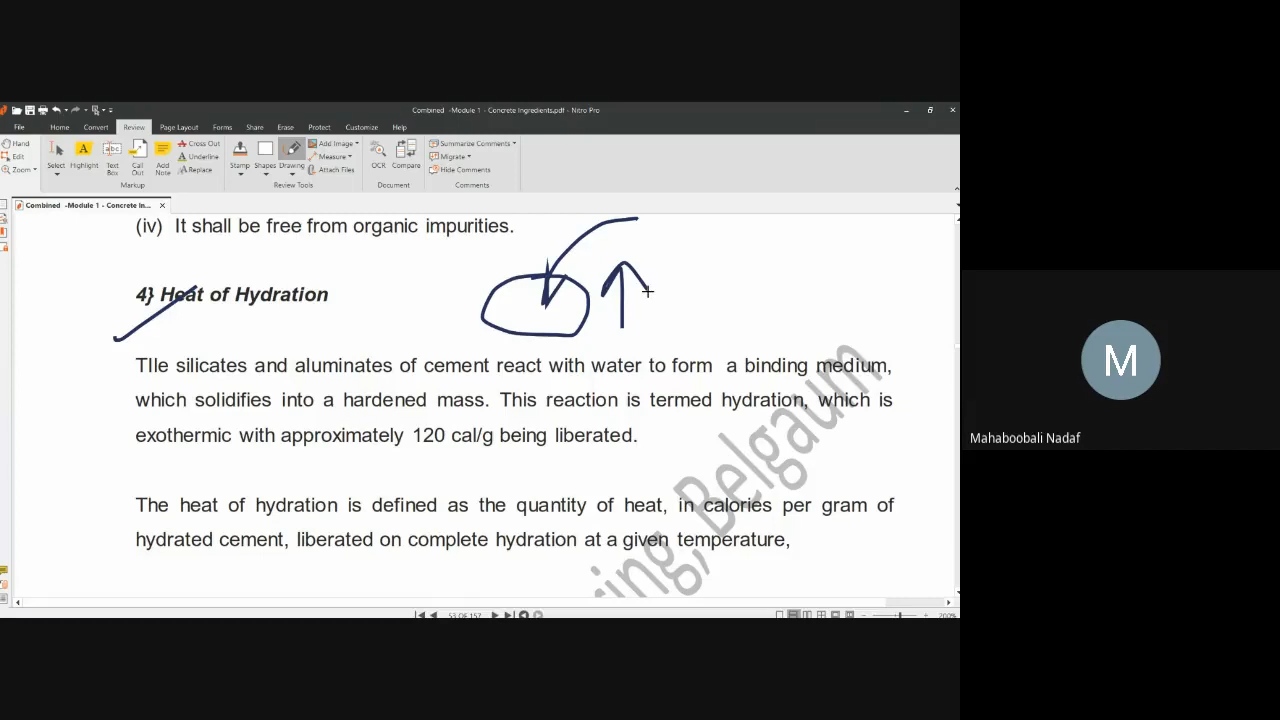 Combined -Module 1 - Concrete Ingredients.pdf - Nitro Pro
File Home Convert Review Page Layout Forms Share Erase Protect Customize Help
Hand
Edit
Zoom
Select
Highlight
Text Box
Call Out
Add Note
Cross Out
Underline
Replace
Markup
Stamp
Shapes
Drawing
Add Image
Measure
Attach Files
Review Tools
OCR
Compare
Document
Summarize Comments
Migrate
Hide Comments
Comments
Combined -Module 1 - Concrete In...
(iv) It shall be free from organic impurities.
4} Heat of Hydration
TIle silicates and aluminates of cement react with water to form a binding medium,
which solidifies into a hardened mass. This reaction is termed hydration, which is
exothermic with approximately 120 cal/g being liberated.
The heat of hydration is defined as the quantity of heat, in calories per gram of
hydrated cement, liberated on complete hydration at a given temperature,
ring, Belgaum
53 OF 157
200%
M
Mahaboobali Nadaf